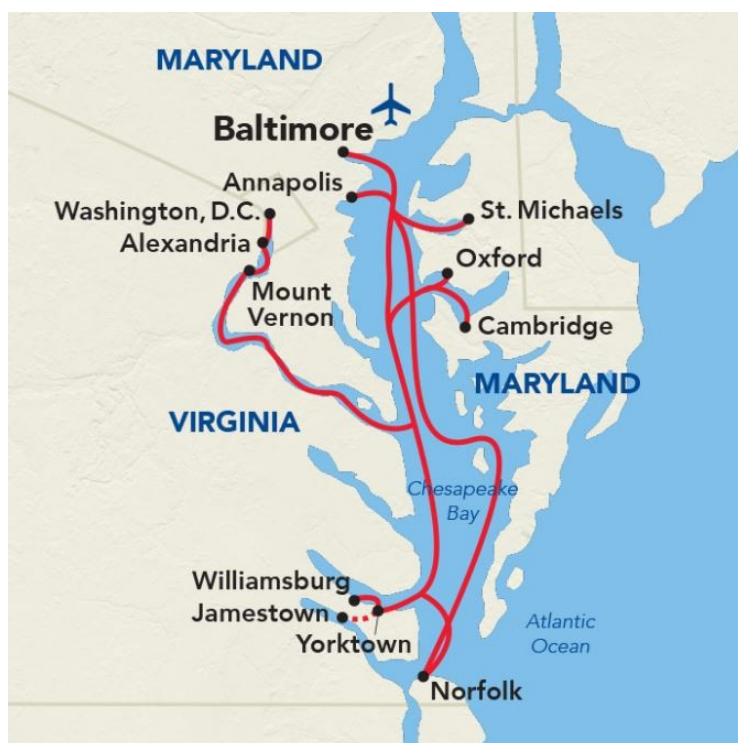 MARYLAND
Baltimore
Annapolis
Washington, D.C.
St. Michaels
Alexandria
Oxford
Mount
Vernon
Cambridge
MARYLAND
VIRGINIA
Chesapeake
Bay
Williamsburg
Jamestown
Yorktown
Atlantic
Ocean
Norfolk